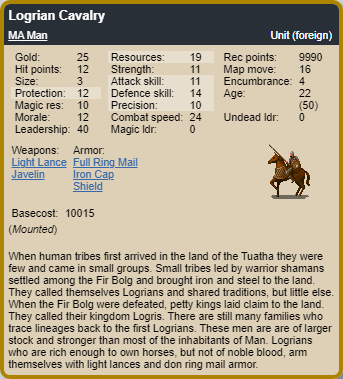 Logrian Cavalry
MA Man Unit (foreign)
Gold: 25 Resources: 19 Rec points: 9990
Hit points: 12 Strength: 11 Map move: 16
Size: 3 Attack skill: 11 Encumbrance: 4
Protection: 12 Defence skill: 14 Age: 22
Magic res: 10 Precision: 10 (50)
Morale: 12 Combat speed: 24 Undead ldr: 0
Leadership: 40 Magic ldr: 0
Weapons: Armor:
Light Lance Full Ring Mail
Javelin Iron Cap
Shield
Basecost: 10015
(Mounted)
When human tribes first arrived in the land of the Tuatha they were
few and came in small groups. Small tribes led by warrior shamans
settled among the Fir Bolg and brought iron and steel to the land.
They called themselves Logrians and shared traditions, but little else.
When the Fir Bolg were defeated, petty kings laid claim to the land.
They called their kingdom Logris. There are still many families who
trace lineages back to the first Logrians. These men are are of larger
stock and stronger than most of the inhabitants of Man. Logrians
who are rich enough to own horses, but not of noble blood, arm
themselves with light lances and don ring mail armor.